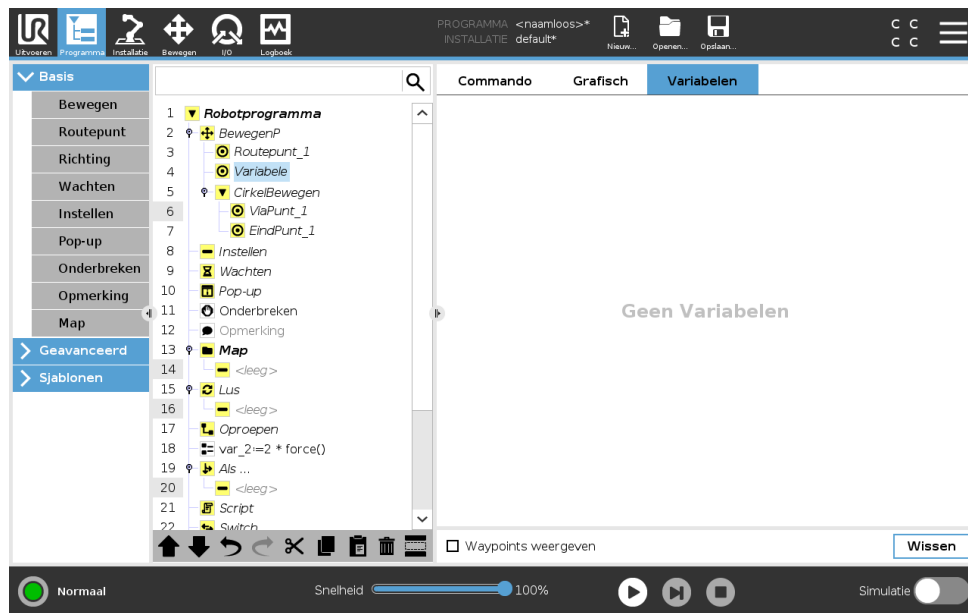 PROGRAMMA <naamloos>*
INSTALLATIE default*
Uitvoeren Programma Installatie Bewegen I/O Logboek
Nieuw... Openen... Opslaan...
C C
C C
Basis
Bewegen
Routepunt
Richting
Wachten
Instellen
Pop-up
Onderbreken
Opmerking
Map
Geavanceerd
Sjablonen
1 Robotprogramma
2 BewegenP
3 Routepunt_1
4 Variabele
5 CirkelBewegen
6 ViaPunt_1
7 EindPunt_1
8 Instellen
9 Wachten
10 Pop-up
11 Onderbreken
12 Opmerking
13 Map
14 <leeg>
15 Lus
16 <leeg>
17 Oproepen
18 var_2:=2 * force()
19 Als ...
20 <leeg>
21 Script
22 Switch
Commando Grafisch Variabelen
Geen Variabelen
Waypoints weergeven
Wissen
Normaal
Snelheid 100%
Simulatie